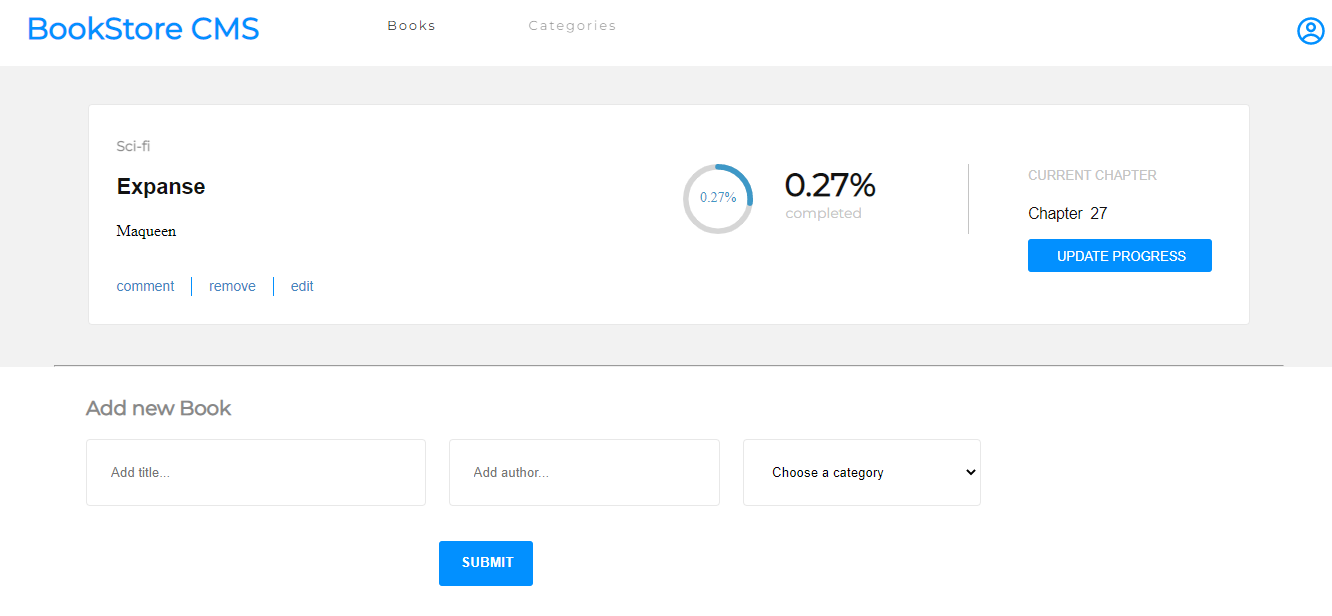 BookStore CMS
Books
Categories
Sci-fi
Expanse
Maqueen
comment
remove
edit
0.27%
0.27%
completed
CURRENT CHAPTER
Chapter 27
UPDATE PROGRESS
Add new Book
Add title...
Add author...
Choose a category
SUBMIT